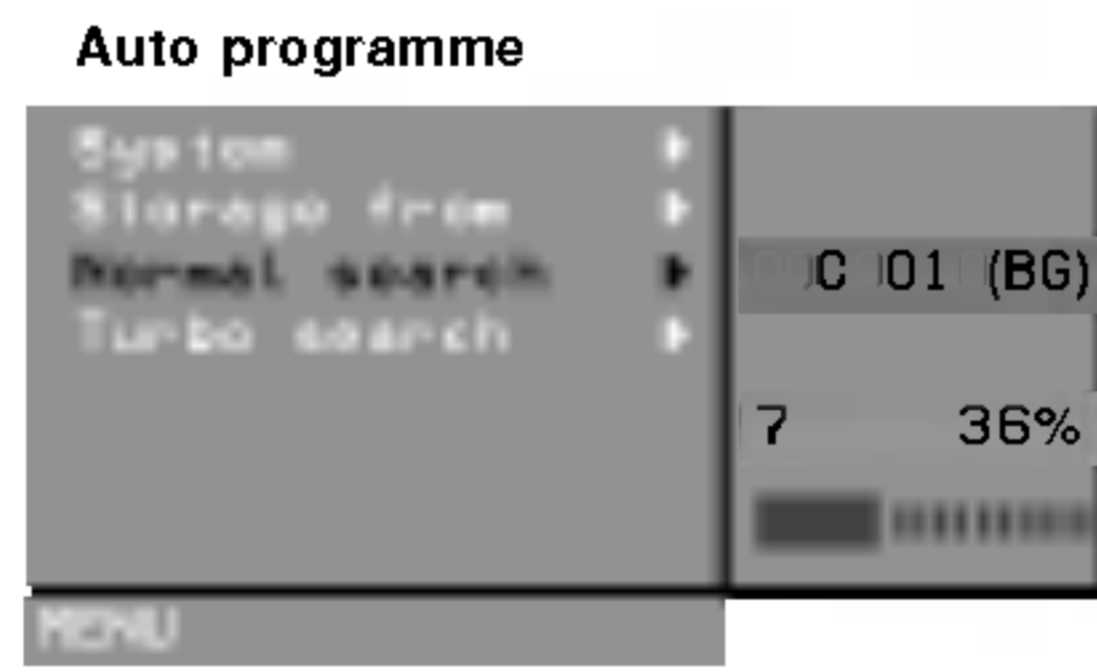 Auto programme
System
Storage from
Normal search
Turbo search
C 01 (BG)
7 36%
MENU